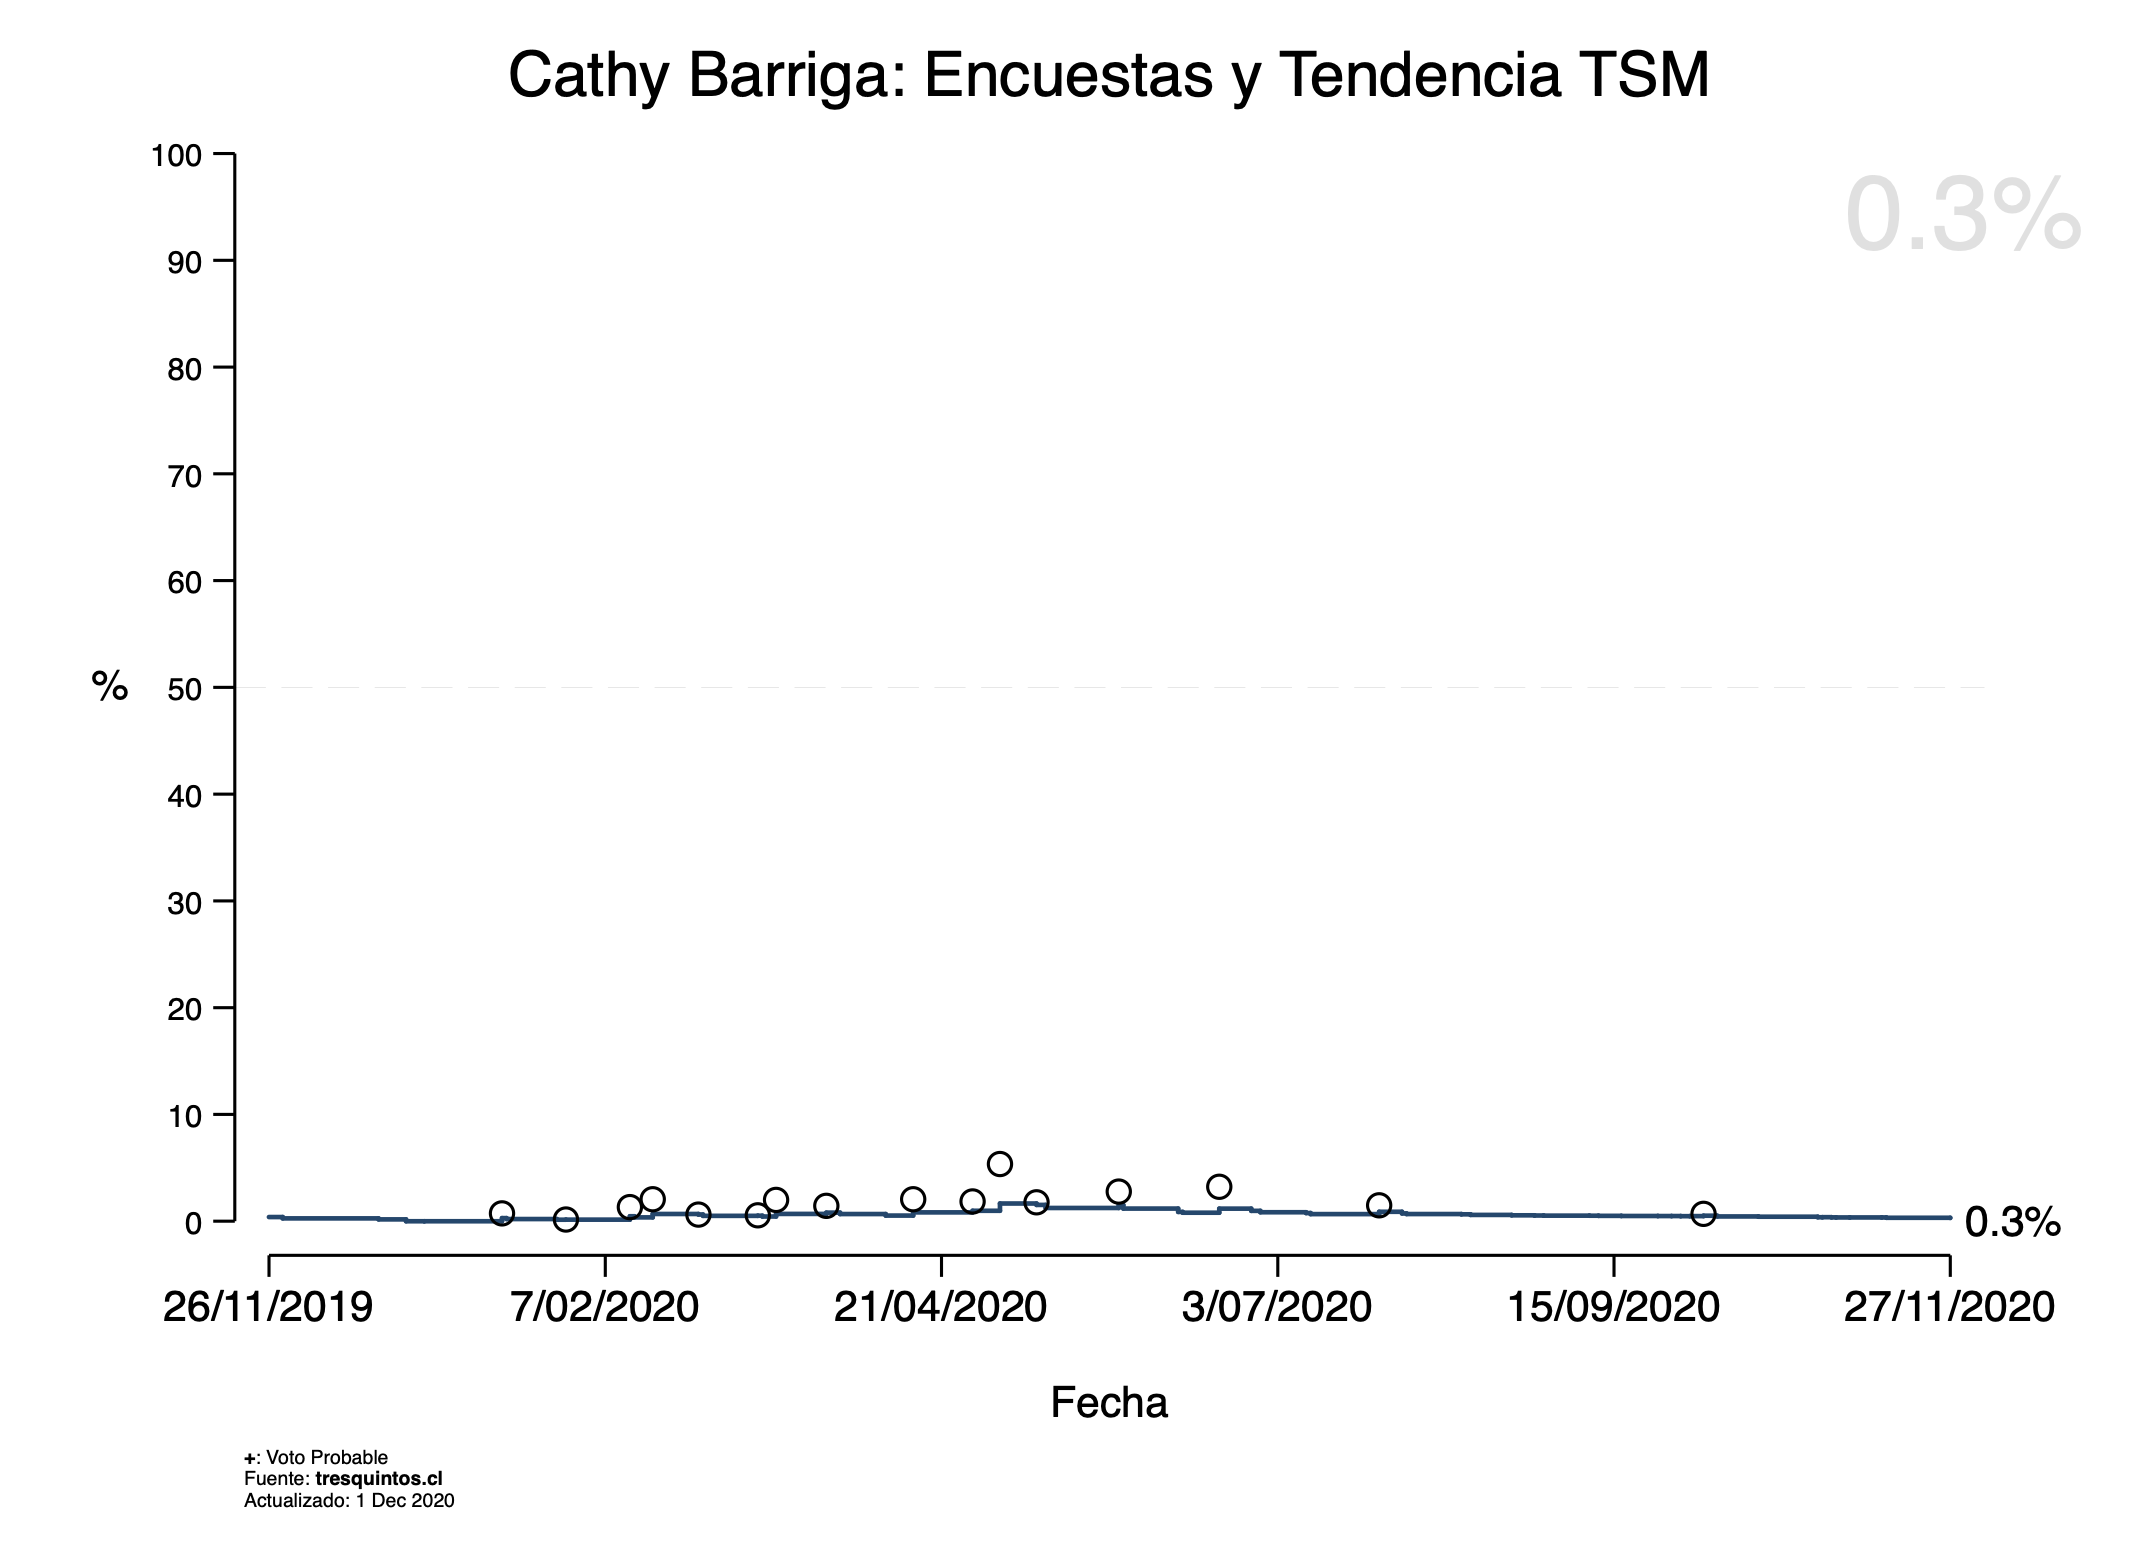 Cathy Barriga: Encuestas y Tendencia TSM
0.3%
100
90
80
70
60
50
40
30
20
10
0
%
0.3%
26/11/2019 7/02/2020 21/04/2020 3/07/2020 15/09/2020 27/11/2020
Fecha
+: Voto Probable
Fuente: tresquintos.cl
Actualizado: 1 Dec 2020